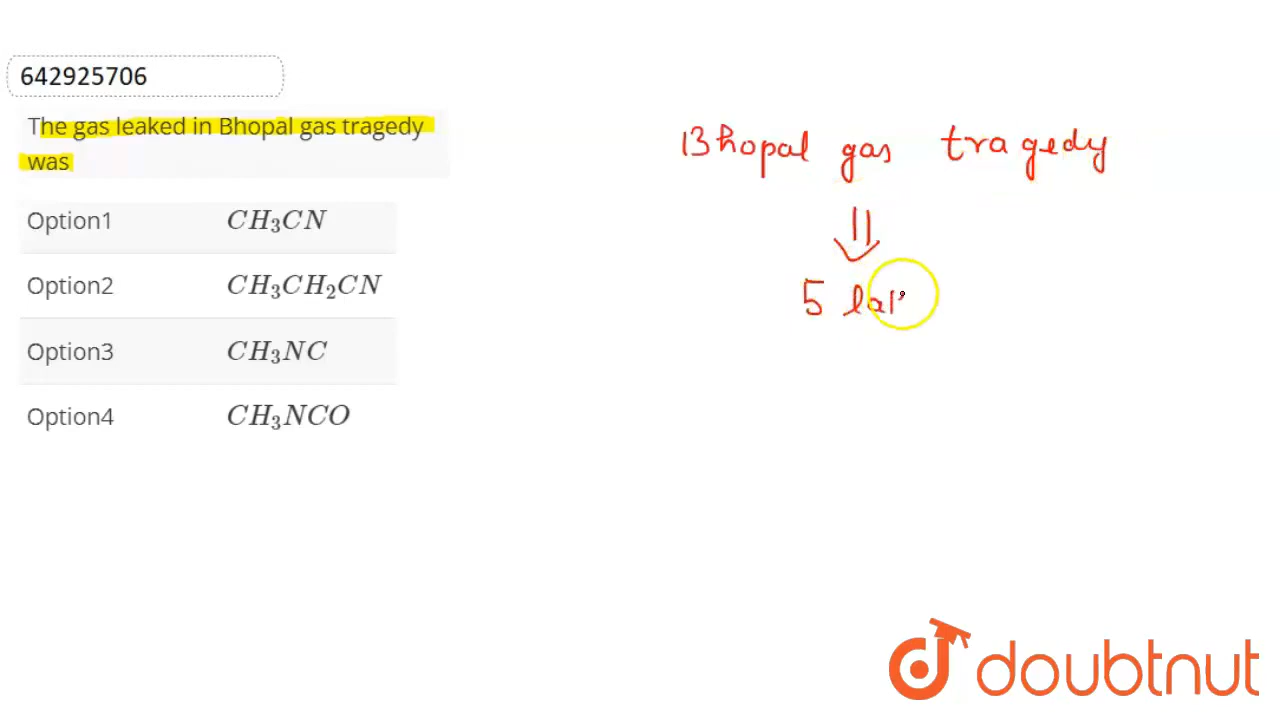 642925706
The gas leaked in Bhopal gas tragedy
was
Option1 CH₃CN
Option2 CH₃CH₂CN
Option3 CH₃NC
Option4 CH₃NCO
Bhopal gas tragedy
5
doubtnut